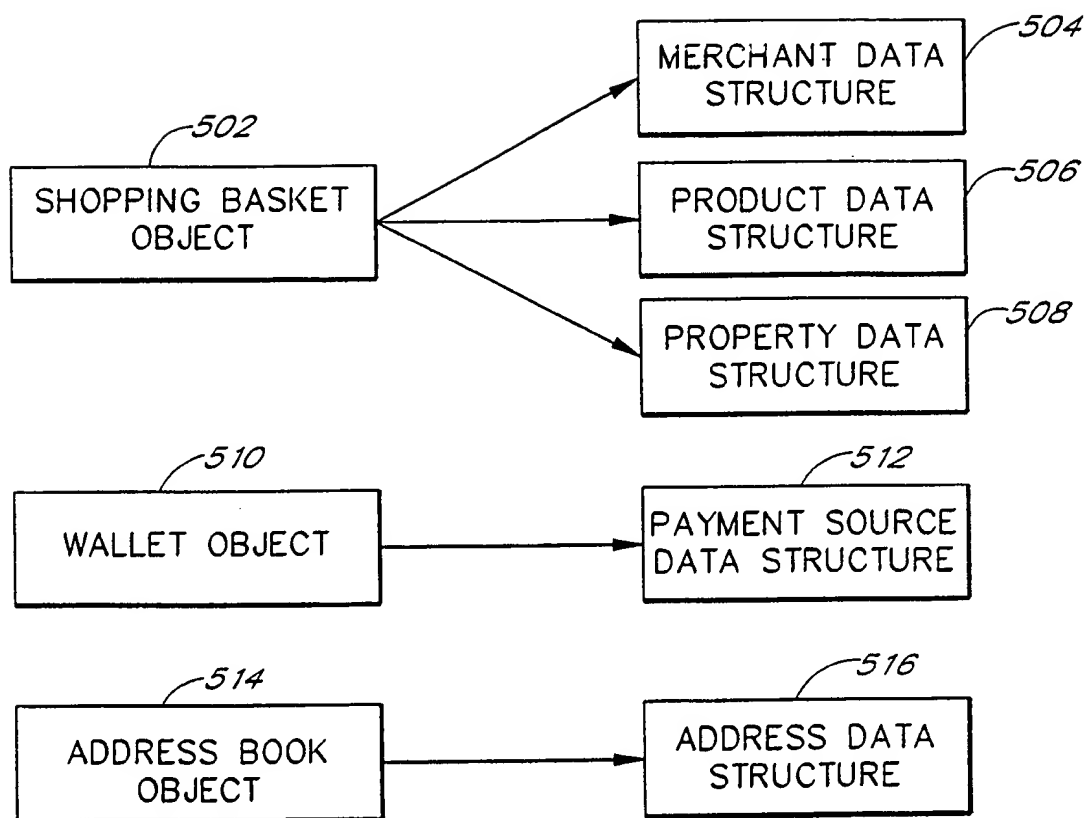 504
MERCHANT DATA
STRUCTURE
502
SHOPPING BASKET
OBJECT
506
PRODUCT DATA
STRUCTURE
508
PROPERTY DATA
STRUCTURE
510
WALLET OBJECT
512
PAYMENT SOURCE
DATA STRUCTURE
514
ADDRESS BOOK
OBJECT
516
ADDRESS DATA
STRUCTURE